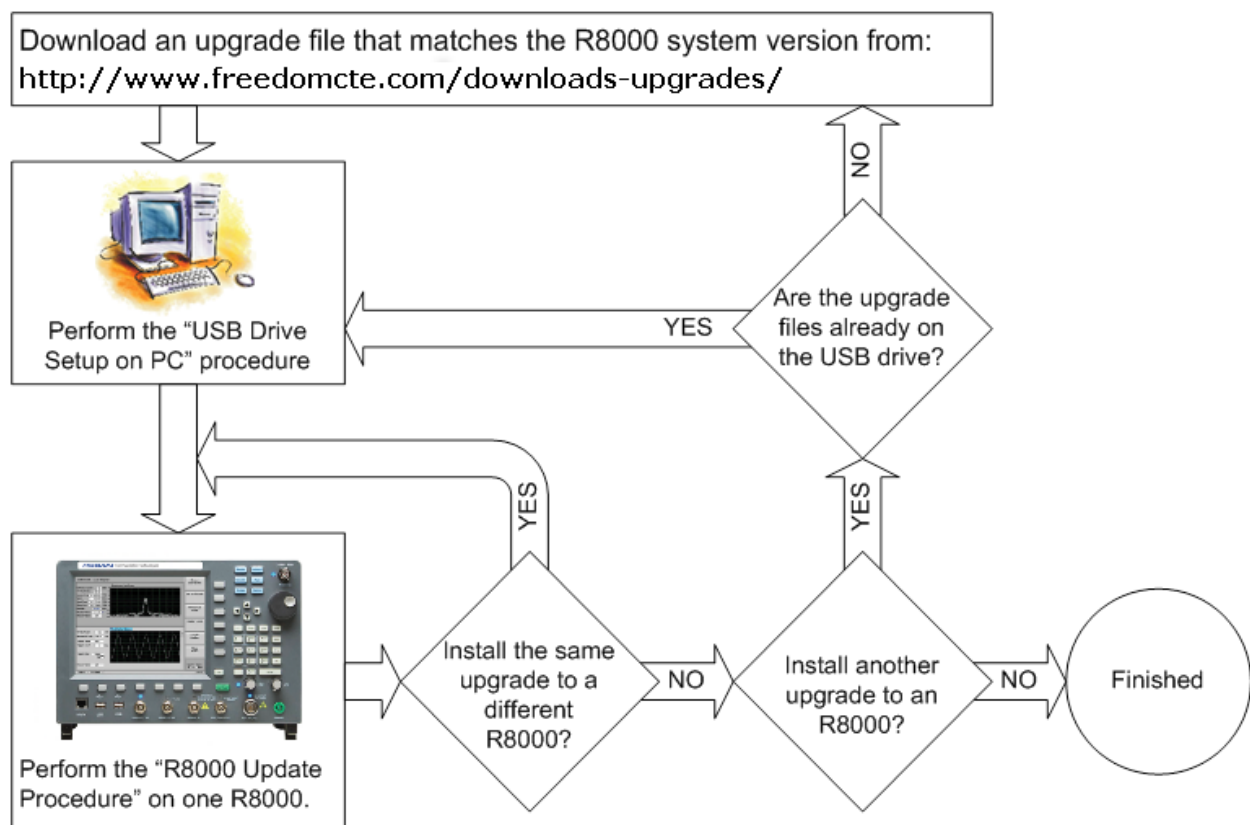 Download an upgrade file that matches the R8000 system version from:
http://www.freedomcte.com/downloads-upgrades/
NO
Perform the “USB Drive
Setup on PC” procedure
YES
Are the upgrade
files already on
the USB drive?
YES
YES
Perform the “R8000 Update
Procedure” on one R8000.
Install the same
upgrade to a
different
R8000?
NO
Install another
upgrade to an
R8000?
NO
Finished